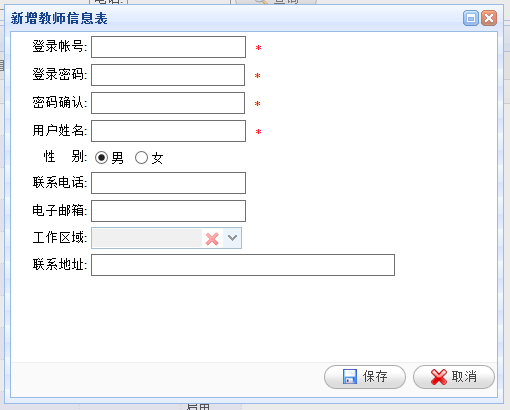 新增教师信息表
登录帐号: *
登录密码: *
密码确认: *
用户姓名: *
性 别: 男 女
联系电话:
电子邮箱:
工作区域:
联系地址:
保存 取消